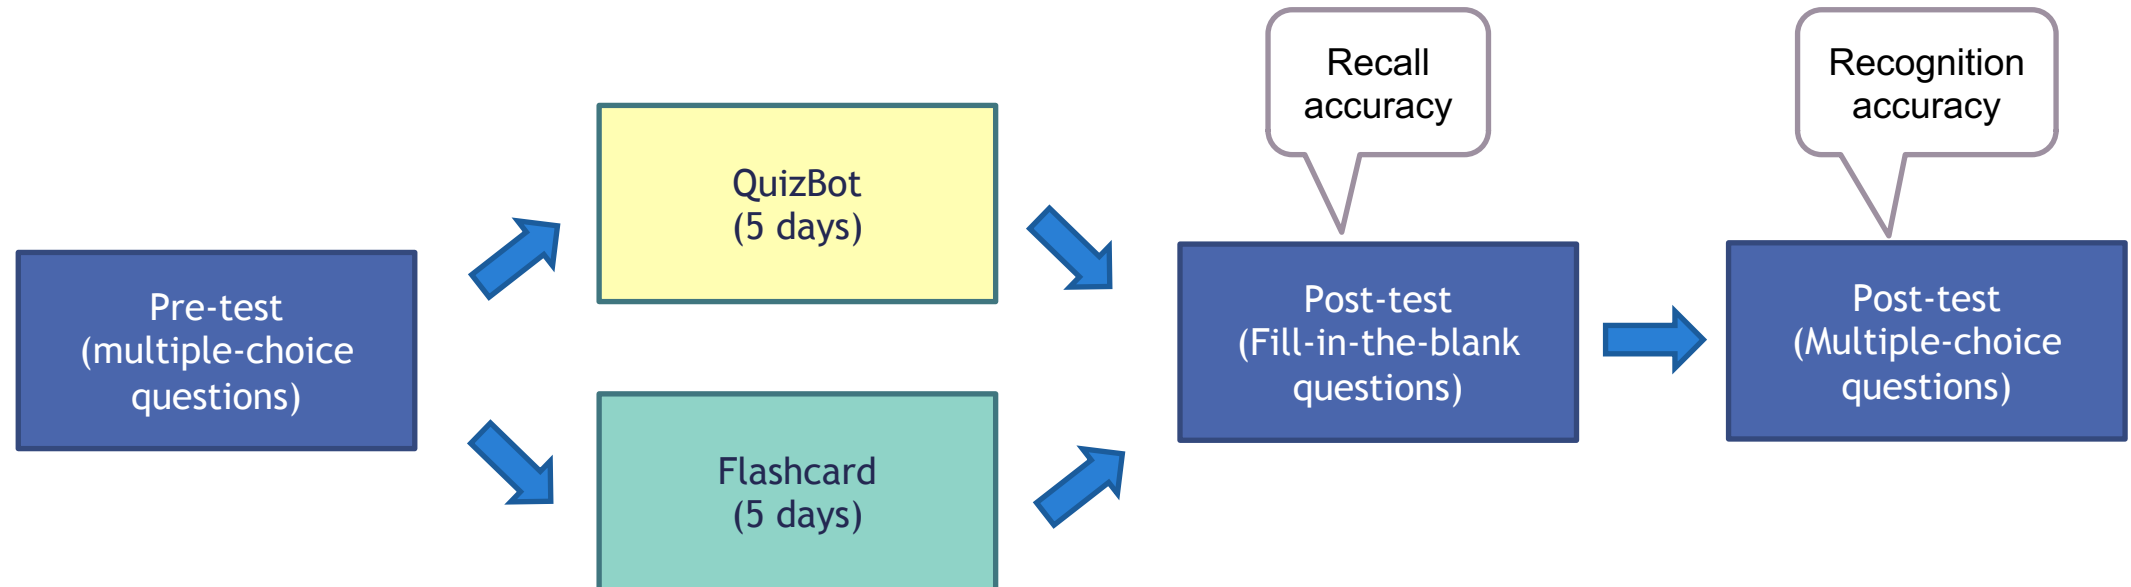 Pre-test
(multiple-choice
questions)
QuizBot
(5 days)
Flashcard
(5 days)
Recall
accuracy
Post-test
(Fill-in-the-blank
questions)
Recognition
accuracy
Post-test
(Multiple-choice
questions)